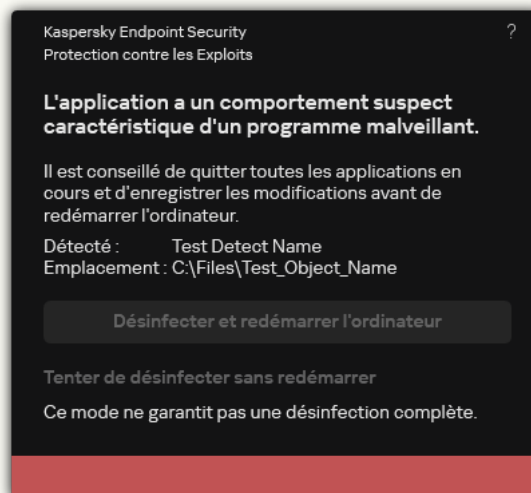 Kaspersky Endpoint Security
?
Protection contre les Exploits
L'application a un comportement suspect
caractéristique d'un programme malveillant.
Il est conseillé de quitter toutes les applications en
cours et d'enregistrer les modifications avant de
redémarrer l'ordinateur.
Détecté : Test Detect Name
Emplacement : C:\Files\Test_Object_Name
Désinfecter et redémarrer l'ordinateur
Tenter de désinfecter sans redémarrer
Ce mode ne garantit pas une désinfection complète.